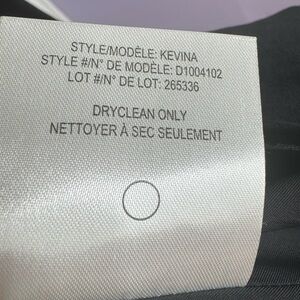 STYLE/MODÈLE: KEVINA
STYLE #/N° DE MODÈLE: D1004102
LOT #/N° DE LOT: 265336
DRYCLEAN ONLY
NETTOYER À SEC SEULEMENT